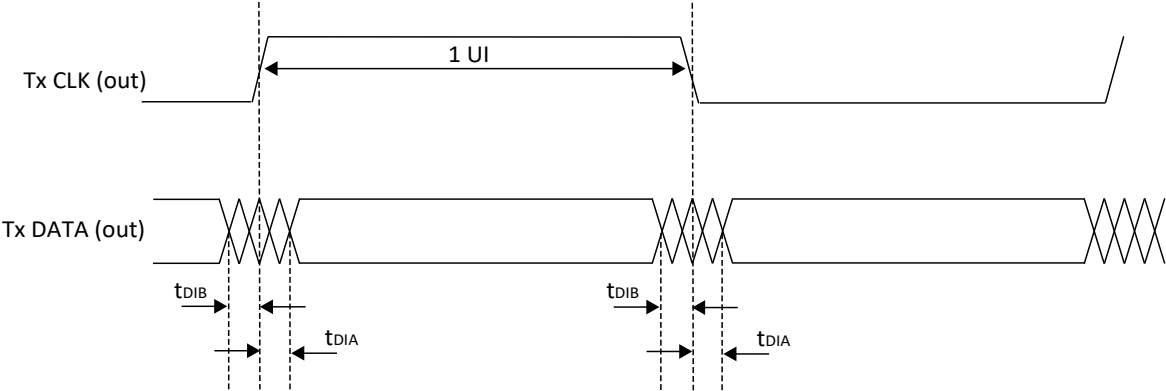 1 UI
Tx CLK (out)
Tx DATA (out)
tDIB
tDIB
tDIA
tDIA